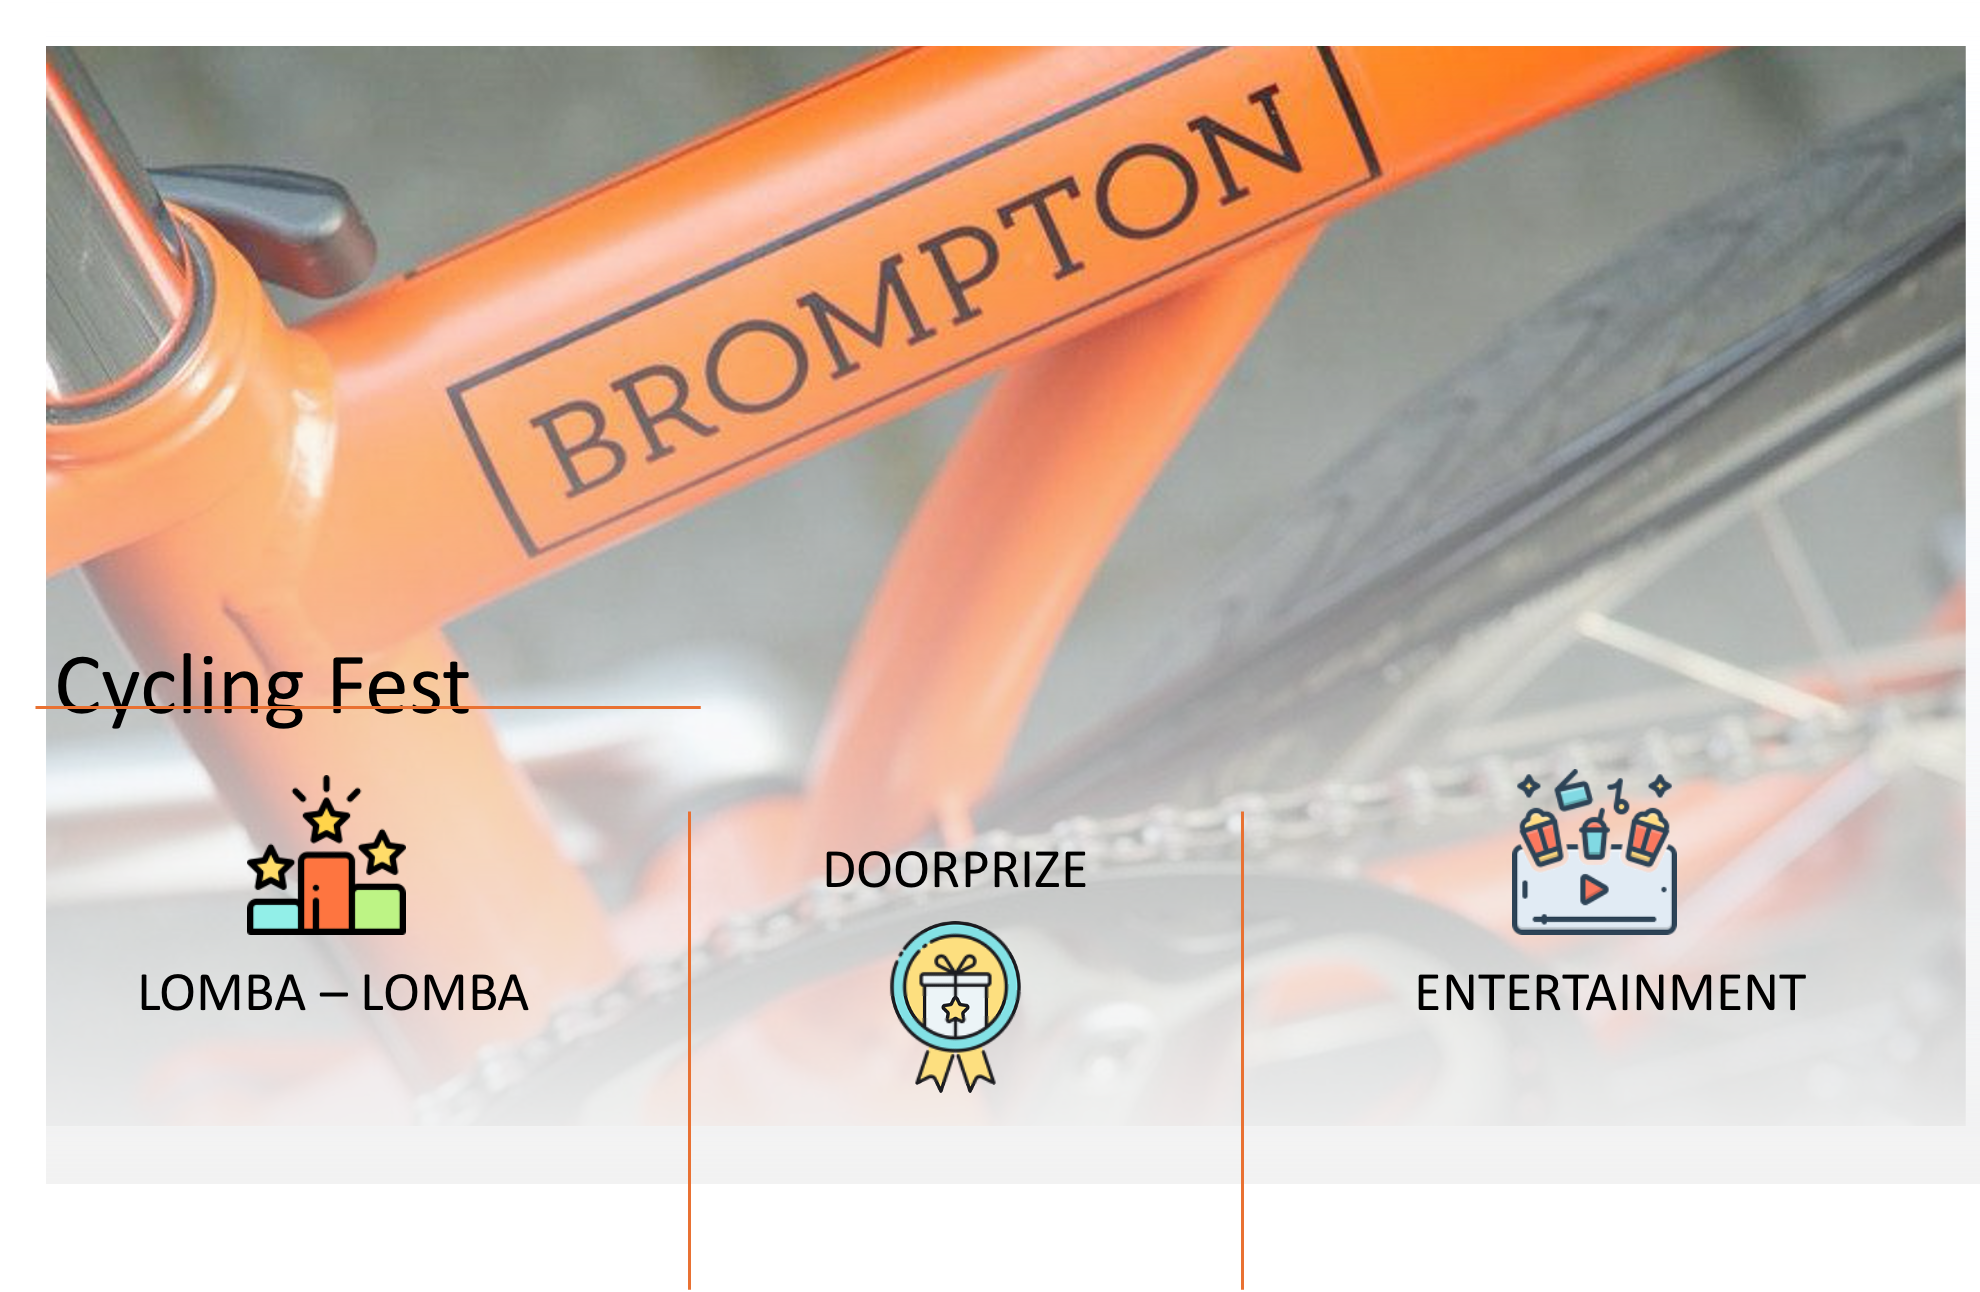 BROMPTON
Cycling Fest
DOORPRIZE
LOMBA – LOMBA
ENTERTAINMENT